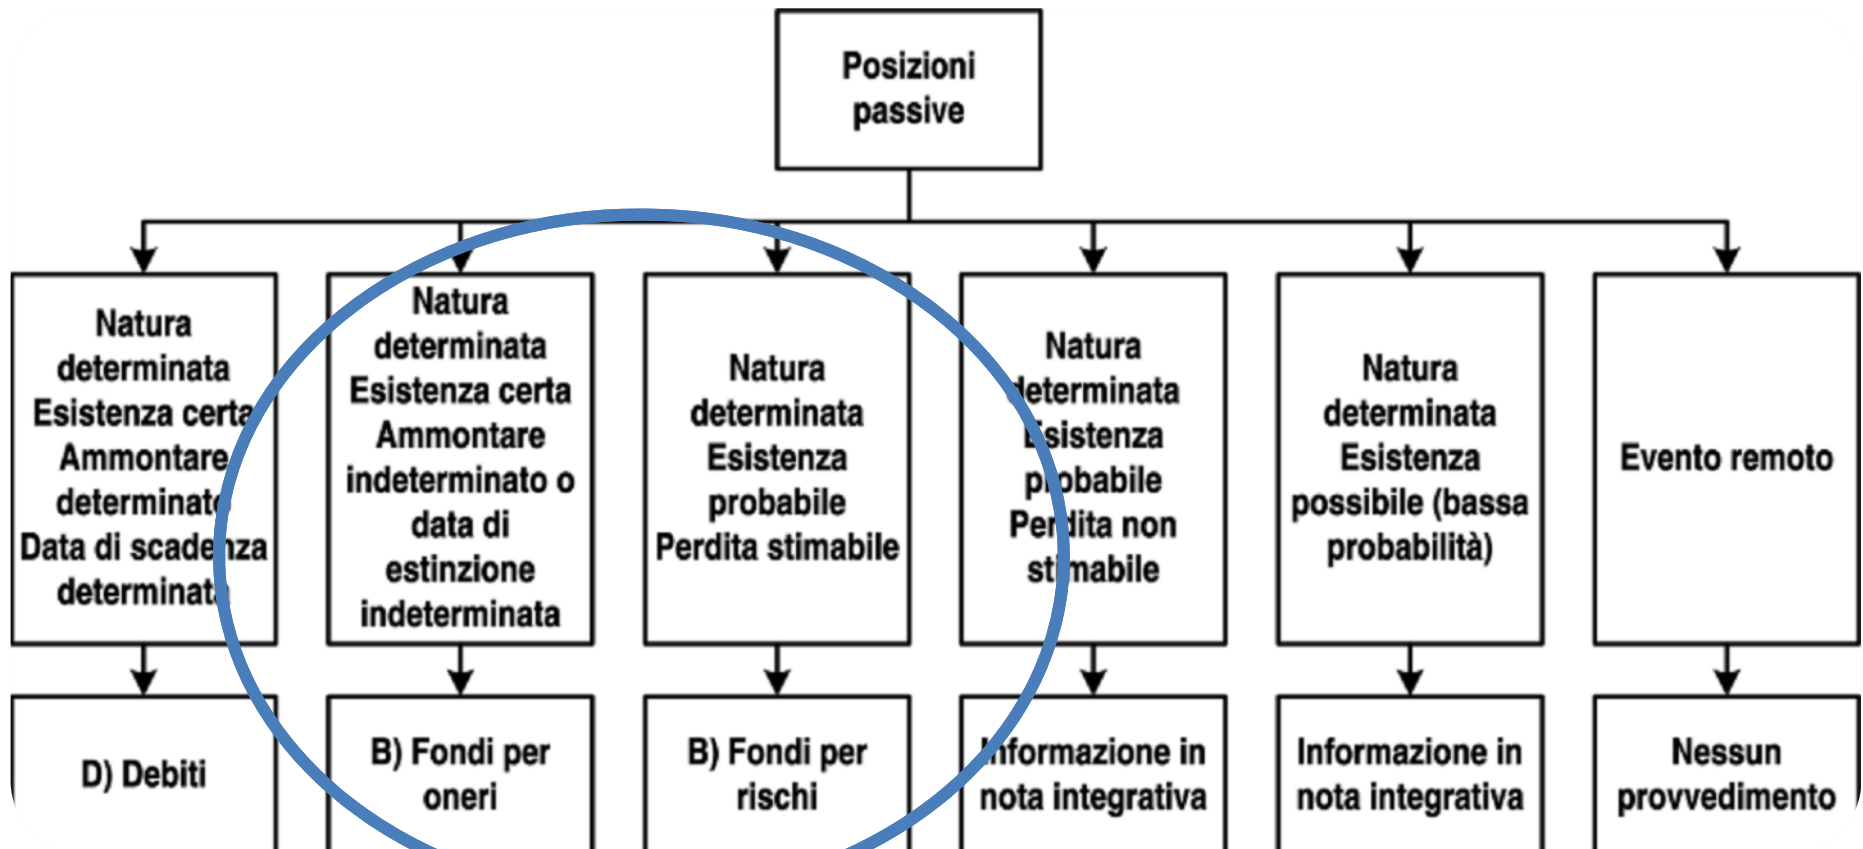 Posizioni
passive
Natura
determinata
Esistenza certa
Ammontare
determinato
Data di scadenza
determinata
Natura
determinata
Esistenza certa
Ammontare
indeterminato o
data di
estinzione
indeterminata
Natura
determinata
Esistenza
probabile
Perdita stimabile
Natura
determinata
Esistenza
probabile
Perdita non
stimabile
Natura
determinata
Esistenza
possibile (bassa
probabilità)
Evento remoto
D) Debiti
B) Fondi per
oneri
B) Fondi per
rischi
Informazione in
nota integrativa
Informazione in
nota integrativa
Nessun
provvedimento